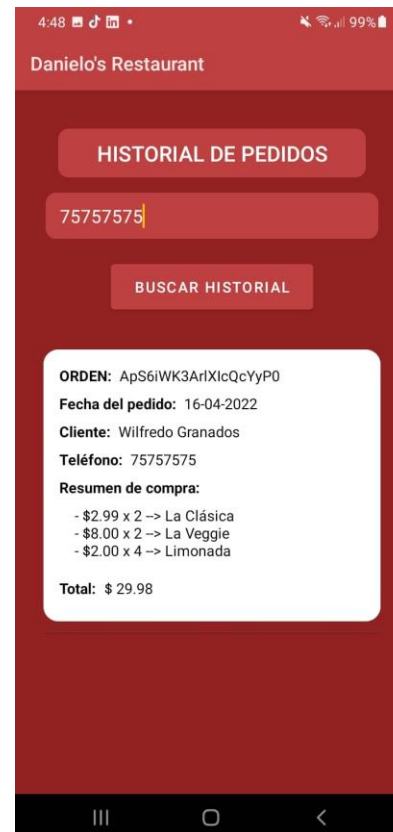 4:48 99%
Danielo's Restaurant
HISTORIAL DE PEDIDOS
75757575
BUSCAR HISTORIAL
ORDEN: ApS6iWK3ArlXIcQcYyP0
Fecha del pedido: 16-04-2022
Cliente: Wilfredo Granados
Teléfono: 75757575
Resumen de compra:
- $2.99 x 2 --> La Clásica
- $8.00 x 2 --> La Veggie
- $2.00 x 4 --> Limonada
Total: $ 29.98